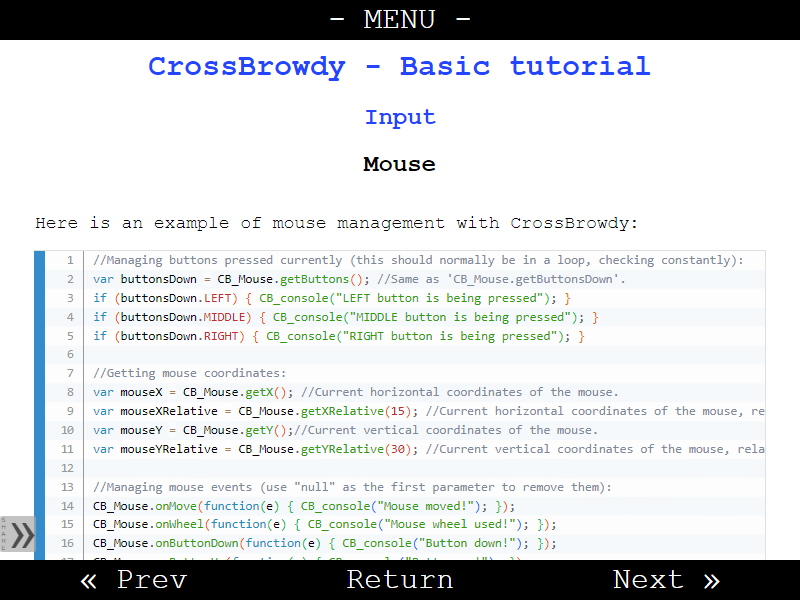 - MENU -
CrossBrowdy - Basic tutorial
Input
Mouse
Here is an example of mouse management with CrossBrowdy:
1 //Managing buttons pressed currently (this should normally be in a loop, checking constantly):
2 var buttonsDown = CB_Mouse.getButtons(); //Same as 'CB_Mouse.getButtonsDown'.
3 if (buttonsDown.LEFT) { CB_console("LEFT button is being pressed"); }
4 if (buttonsDown.MIDDLE) { CB_console("MIDDLE button is being pressed"); }
5 if (buttonsDown.RIGHT) { CB_console("RIGHT button is being pressed"); }
6
7 //Getting mouse coordinates:
8 var mouseX = CB_Mouse.getX(); //Current horizontal coordinates of the mouse.
9 var mouseXRelative = CB_Mouse.getXRelative(15); //Current horizontal coordinates of the mouse, re
10 var mouseY = CB_Mouse.getY();//Current vertical coordinates of the mouse.
11 var mouseYRelative = CB_Mouse.getYRelative(30); //Current vertical coordinates of the mouse, rela
12
13 //Managing mouse events (use "null" as the first parameter to remove them):
14 CB_Mouse.onMove(function(e) { CB_console("Mouse moved!"); });
15 CB_Mouse.onWheel(function(e) { CB_console("Mouse wheel used!"); });
16 CB_Mouse.onButtonDown(function(e) { CB_console("Button down!"); });
SHARE
« Prev Return Next »